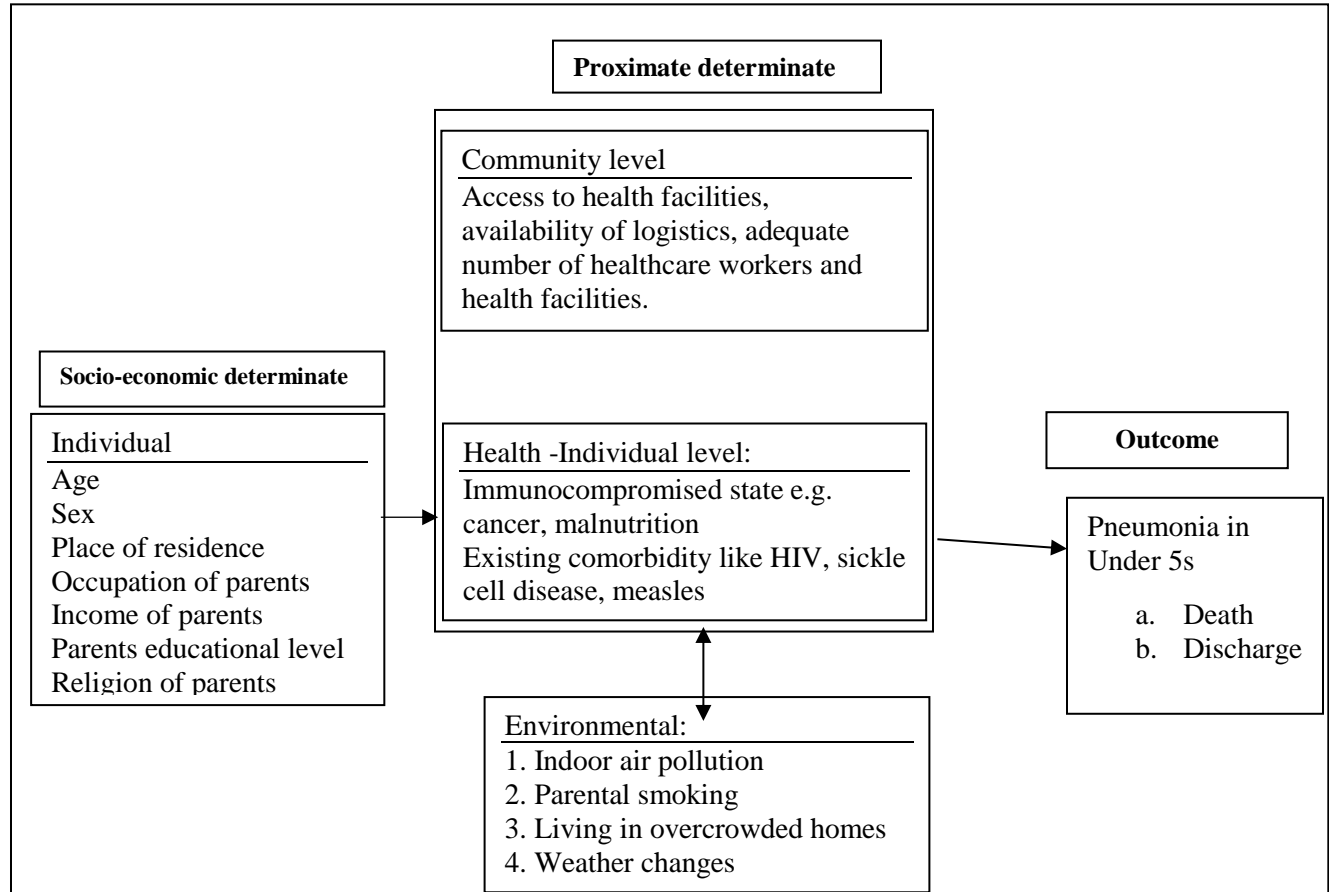 Proximate determinate
Community level
Access to health facilities,
availability of logistics, adequate
number of healthcare workers and
health facilities.
Socio-economic determinate
Individual
Age
Sex
Place of residence
Occupation of parents
Income of parents
Parents educational level
Religion of parents
Health -Individual level:
Immunocompromised state e.g.
cancer, malnutrition
Existing comorbidity like HIV, sickle
cell disease, measles
Outcome
Pneumonia in
Under 5s
a. Death
b. Discharge
Environmental:
1. Indoor air pollution
2. Parental smoking
3. Living in overcrowded homes
4. Weather changes